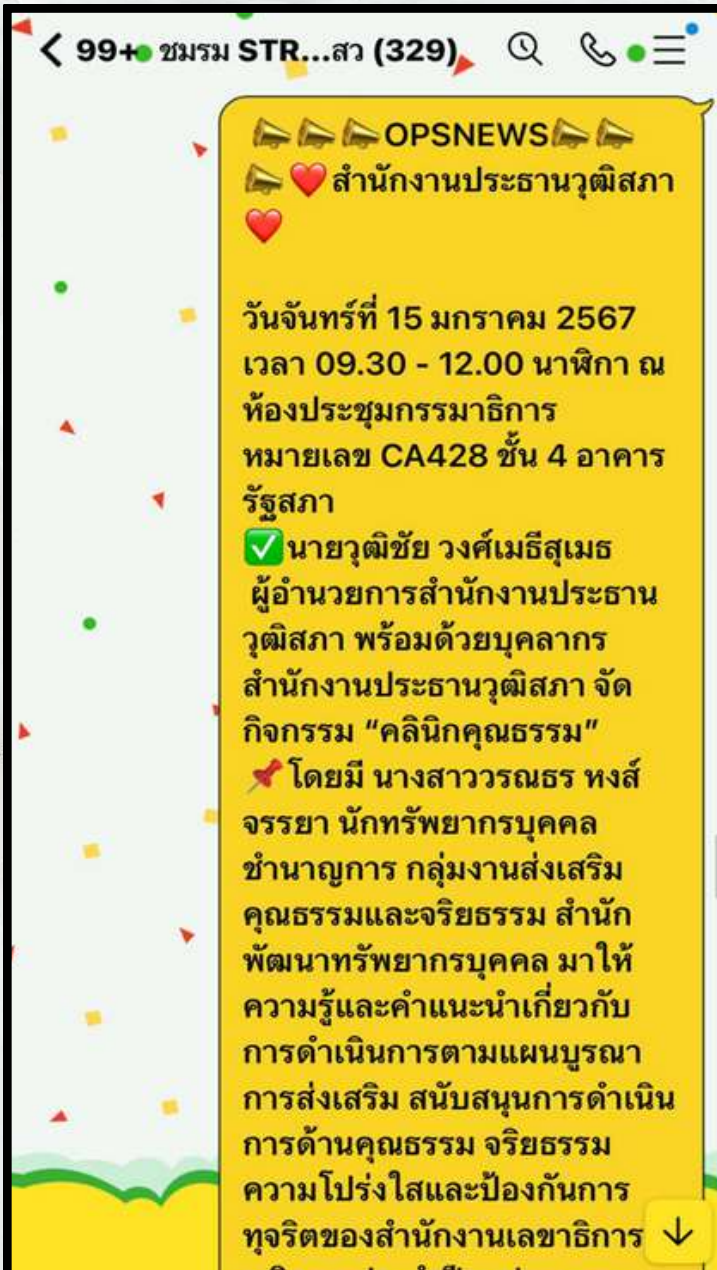 99+ ชมรม STR...สว (329)
OPSNEWS
❤️สำนักงานประธานวุฒิสภา
❤️
วันจันทร์ที่ 15 มกราคม 2567
เวลา 09.30 - 12.00 นาฬิกา ณ
ห้องประชุมกรรมาธิการ
หมายเลข CA428 ชั้น 4 อาคาร
รัฐสภา
✅นายวุฒิชัย วงศ์เมธีสุเมธ
ผู้อำนวยการสำนักงานประธาน
วุฒิสภา พร้อมด้วยบุคลากร
สำนักงานประธานวุฒิสภา จัด
กิจกรรม “คลินิกคุณธรรม”
📌โดยมี นางสาววรณธร หงส์
จรรยา นักทรัพยากรบุคคล
ชำนาญการ กลุ่มงานส่งเสริม
คุณธรรมและจริยธรรม สำนัก
พัฒนาทรัพยากรบุคคล มาให้
ความรู้และคำแนะนำเกี่ยวกับ
การดำเนินการตามแผนบูรณา
การส่งเสริม สนับสนุนการดำเนิน
การด้านคุณธรรม จริยธรรม
ความโปร่งใสและป้องกันการ
ทุจริตของสำนักงานเลขาธิการ